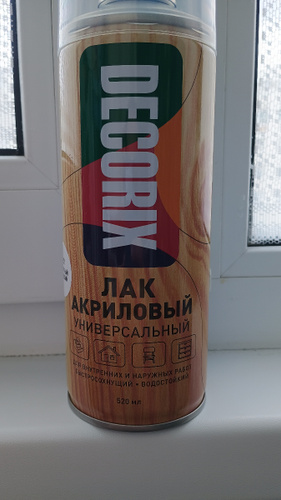 DECORIX
ЛАК
АКРИЛОВЫЙ
УНИВЕРСАЛЬНЫЙ
ДЛЯ ВНУТРЕННИХ И НАРУЖНЫХ РАБОТ
БЫСТРОСОХНУЩИЙ • ВОДОСТОЙКИЙ
520 мл